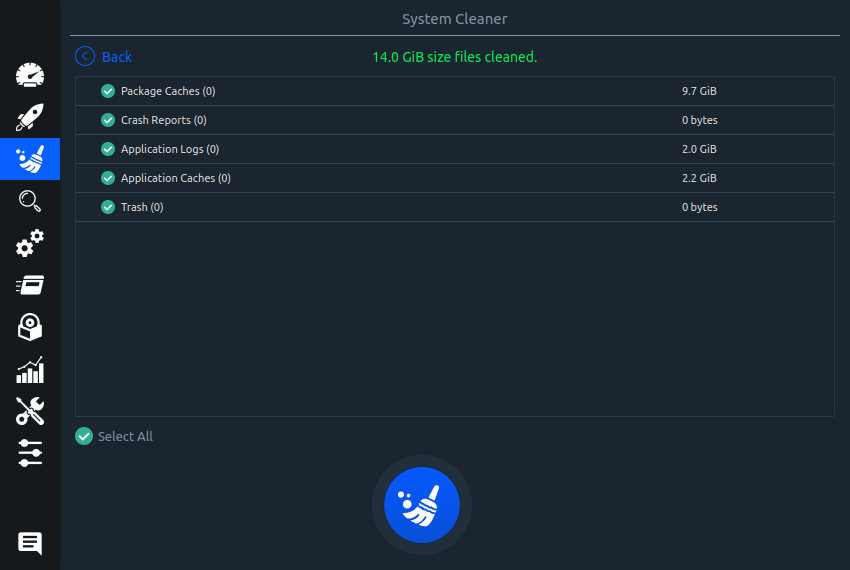 System Cleaner
Back
14.0 GiB size files cleaned.
Package Caches (0) 9.7 GiB
Crash Reports (0) 0 bytes
Application Logs (0) 2.0 GiB
Application Caches (0) 2.2 GiB
Trash (0) 0 bytes
Select All